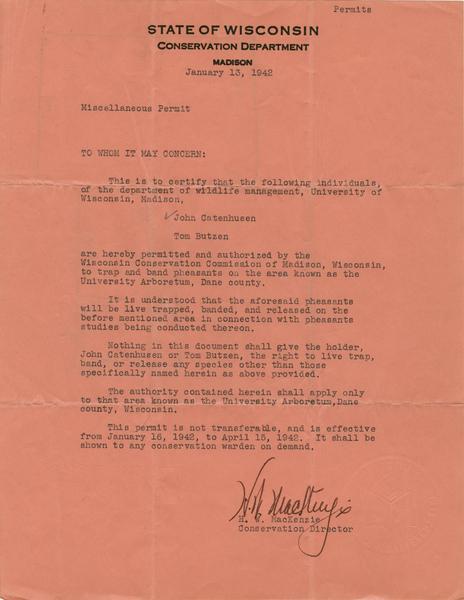 Permits
STATE OF WISCONSIN
CONSERVATION DEPARTMENT
MADISON
January 13, 1942
Miscellaneous Permit
TO WHOM IT MAY CONCERN:
This is to certify that the following individuals,
of the department of wildlife management, University of
Wisconsin, Madison,
✓John Catenhusen
Tom Butzen
are hereby permitted and authorized by the
Wisconsin Conservation Commission of Madison, Wisconsin,
to trap and band pheasants on the area known as the
University Arboretum, Dane county.
It is understood that the aforesaid pheasants
will be live trapped, banded, and released on the
before mentioned area in connection with pheasants
studies being conducted thereon.
Nothing in this document shall give the holder,
John Catenhusen or Tom Butzen, the right to live trap,
band, or release any species other than those
specifically named herein as above provided.
The authority contained herein shall apply only
to that area known as the University Arboretum,Dane
county, Wisconsin.
This permit is not transferable, and is effective
from January 15, 1942, to April 15, 1942. It shall be
shown to any conservation warden on demand.
H. W. MacKenzie
H. W. MacKenzie
Conservation Director